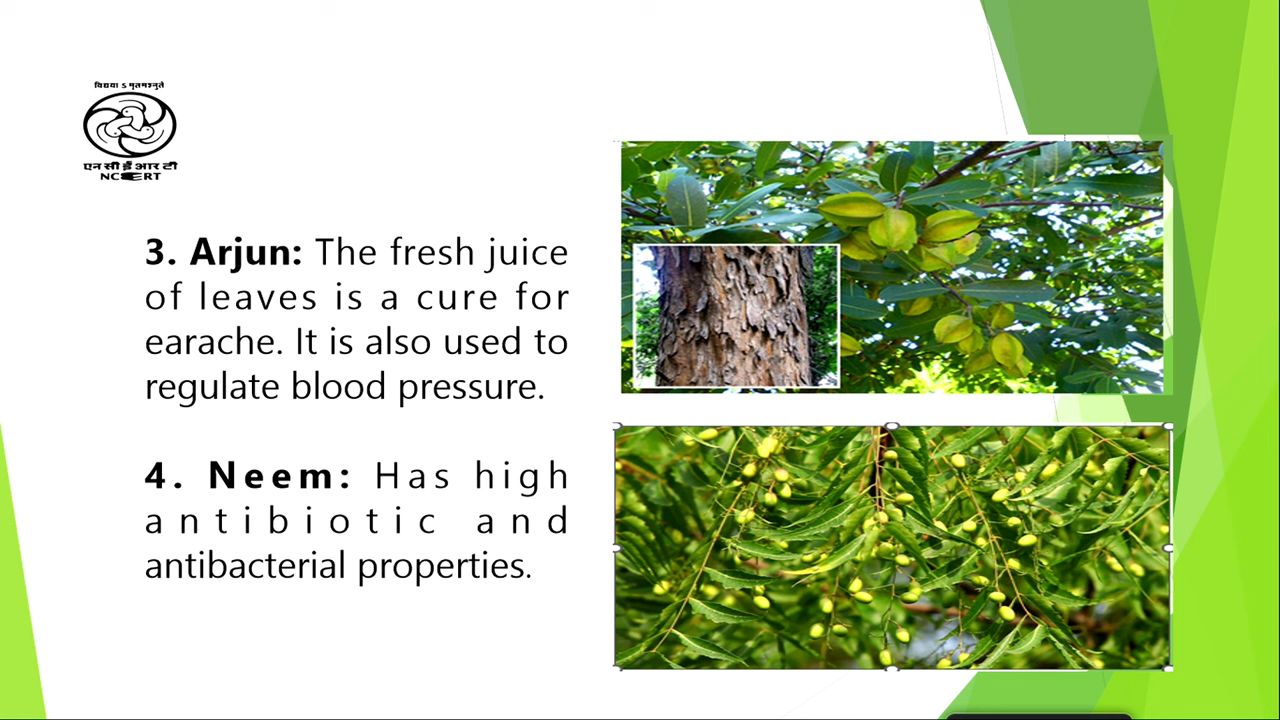 विद्यया ऽ मृतमश्नुते
एन सी ई आर टी
NCERT
3. Arjun: The fresh juice
of leaves is a cure for
earache. It is also used to
regulate blood pressure.
4. Neem: Has high
antibiotic and
antibacterial properties.